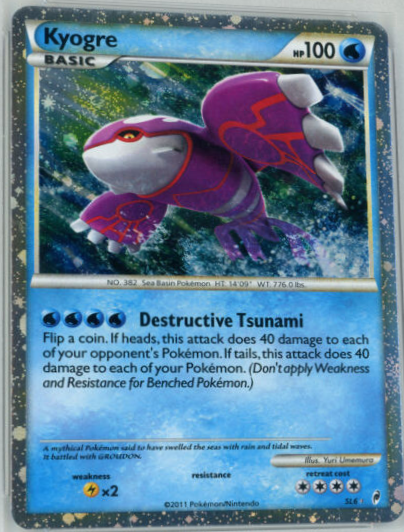 Kyogre
HP100
BASIC
NO. 382 Sea Basin Pokémon HT: 14'09" WT: 776.0 lbs.
Destructive Tsunami
Flip a coin. If heads, this attack does 40 damage to each
of your opponent's Pokémon. If tails, this attack does 40
damage to each of your Pokémon. (Don't apply Weakness
and Resistance for Benched Pokémon.)
A mythical Pokémon said to have swelled the seas with rain and tidal waves.
It battled with GROUDON.
Illus. Yuri Umemura
weakness
resistance
retreat cost
×2
SL6
©2011 Pokémon/Nintendo